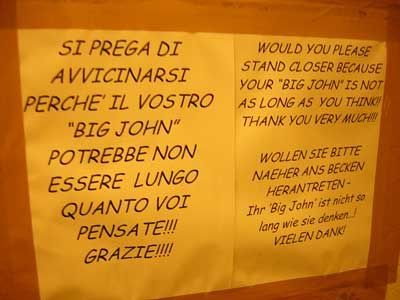 SI PREGA DI
AVVICINARSI
PERCHE' IL VOSTRO
"BIG JOHN"
POTREBBE NON
ESSERE LUNGO
QUANTO VOI
PENSATE!!!
GRAZIE!!!!
WOULD YOU PLEASE
STAND CLOSER BECAUSE
YOUR "BIG JOHN" IS NOT
AS LONG AS YOU THINK!!
THANK YOU VERY MUCH!!!
WOLLEN SIE BITTE
NAEHER ANS BECKEN
HERANTRETEN -
Ihr 'Big John' ist nicht so
lang wie sie denken..!
VIELEN DANK!